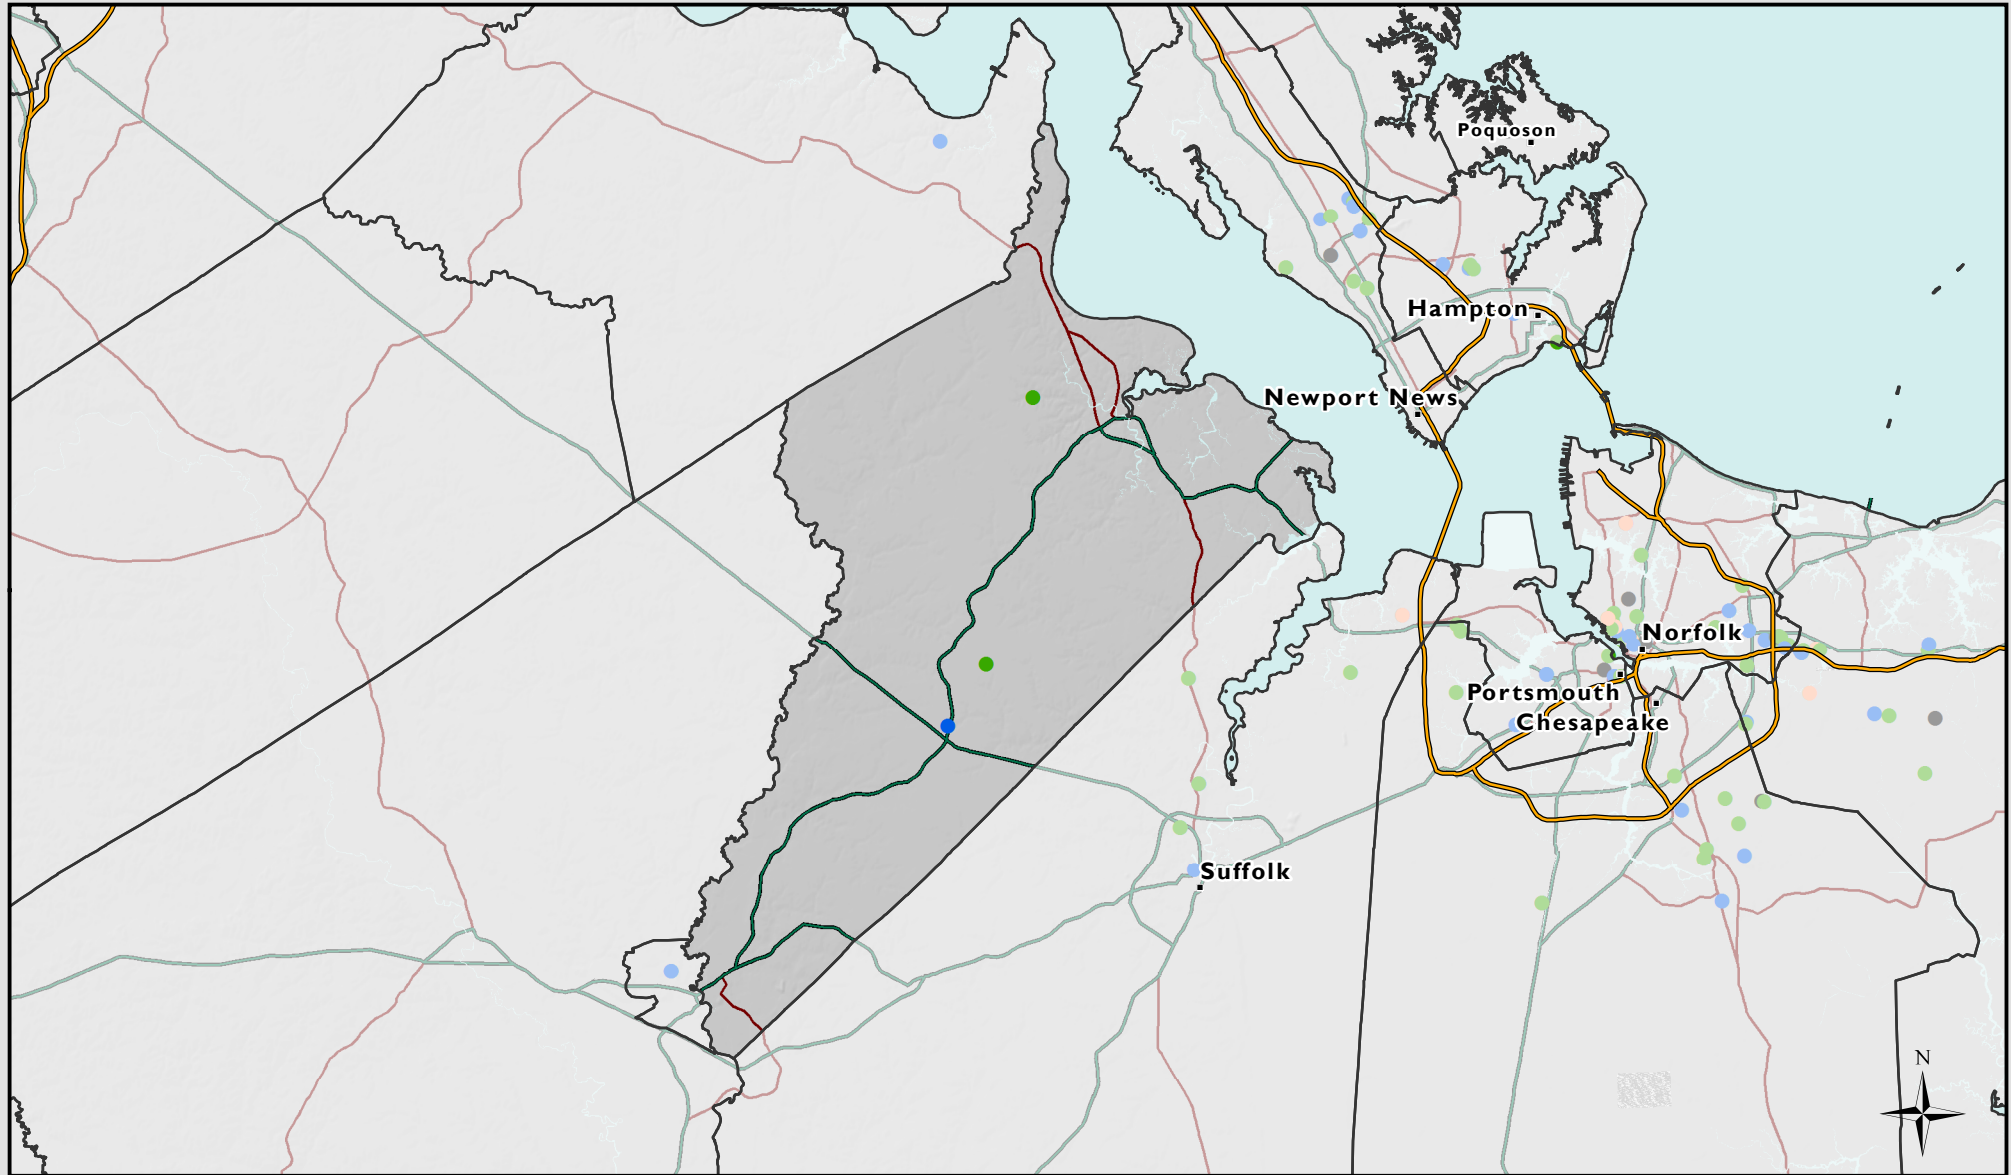 Poquoson
Hampton
Newport News
Norfolk
Portsmouth
Chesapeake
Suffolk
N